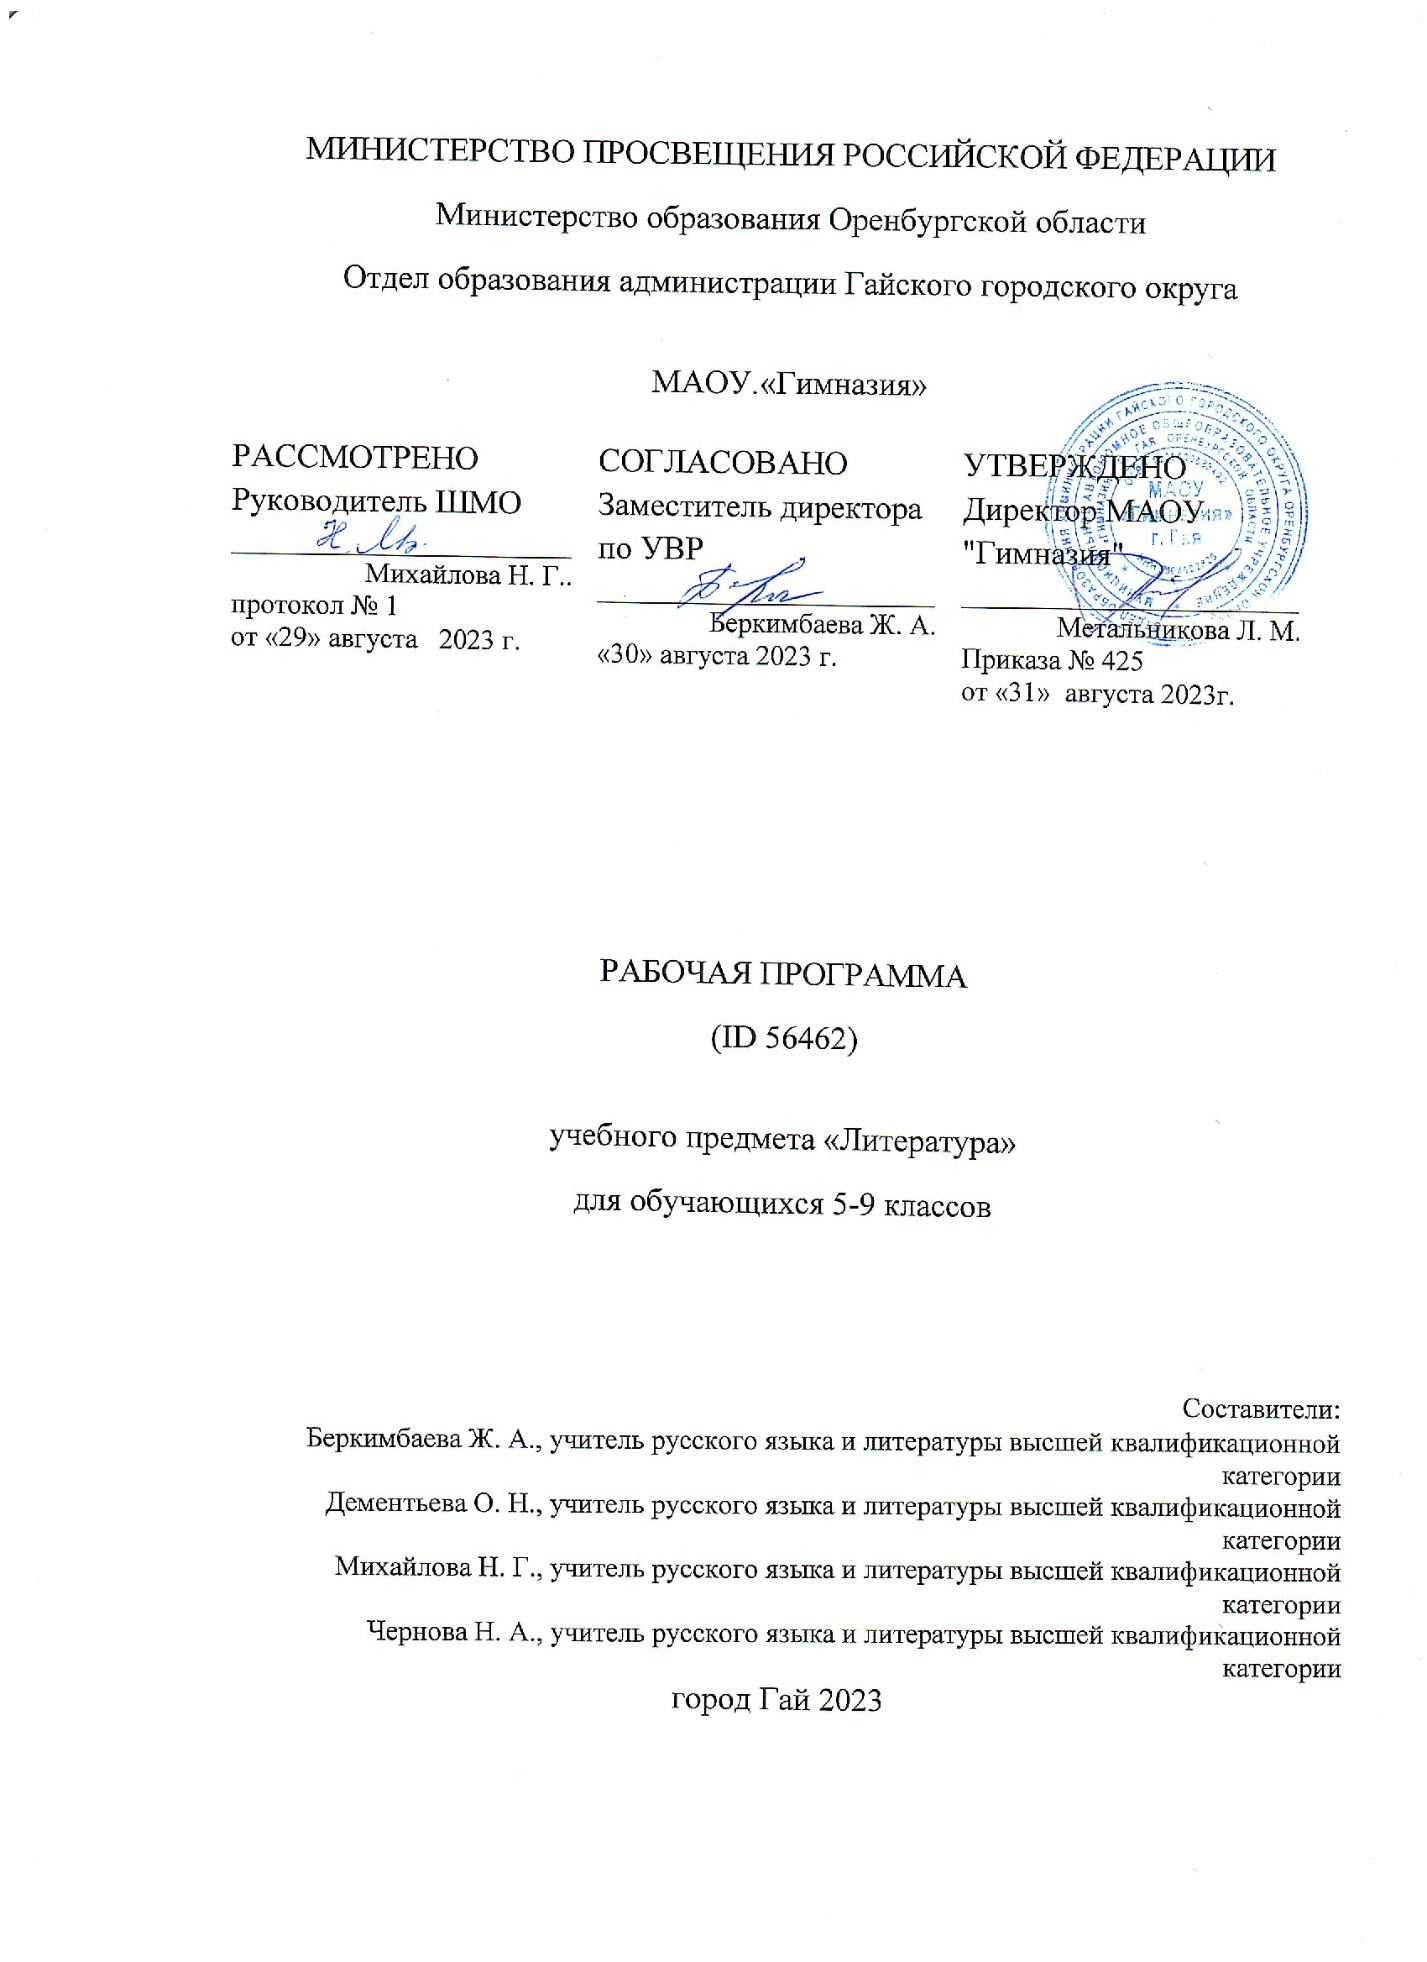 МИНИСТЕРСТВО ПРОСВЕЩЕНИЯ РОССИЙСКОЙ ФЕДЕРАЦИИ
Министерство образования Оренбургской области
Отдел образования администрации Гайского городского округа
МАОУ.«Гимназия»
РАССМОТРЕНО
Руководитель ШМО
Михайлова Н. Г..
протокол № 1
от «29» августа 2023 г.
СОГЛАСОВАНО
Заместитель директора
по УВР
Беркимбаева Ж. А.
«30» августа 2023 г.
УТВЕРЖДЕНО
Директор МАОУ
"Гимназия"
Метальникова Л. М.
Приказа № 425
от «31» августа 2023г.
МАОУ
г. Гая
РАБОЧАЯ ПРОГРАММА
(ID 56462)
учебного предмета «Литература»
для обучающихся 5-9 классов
Составители:
Беркимбаева Ж. А., учитель русского языка и литературы высшей квалификационной
категории
Дементьева О. Н., учитель русского языка и литературы высшей квалификационной
категории
Михайлова Н. Г., учитель русского языка и литературы высшей квалификационной
категории
Чернова Н. А., учитель русского языка и литературы высшей квалификационной
категории
город Гай 2023